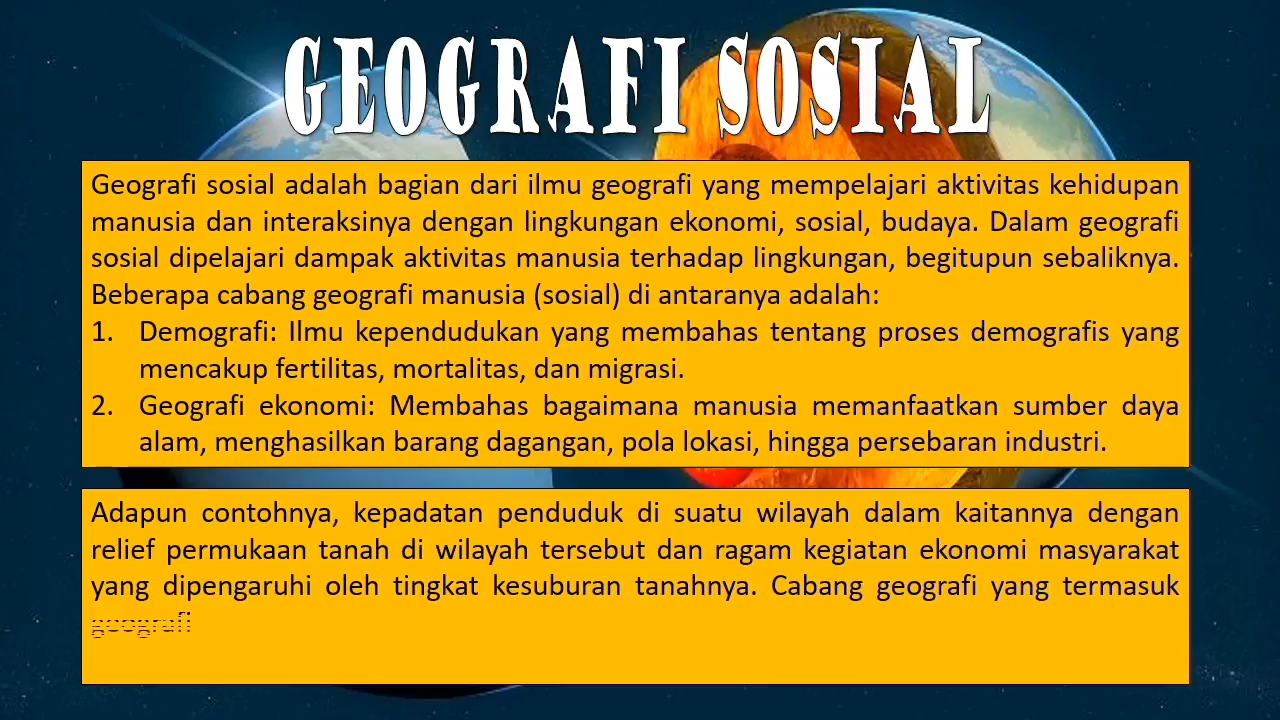 GEOGRAFI SOSIAL
Geografi sosial adalah bagian dari ilmu geografi yang mempelajari aktivitas kehidupan
manusia dan interaksinya dengan lingkungan ekonomi, sosial, budaya. Dalam geografi
sosial dipelajari dampak aktivitas manusia terhadap lingkungan, begitupun sebaliknya.
Beberapa cabang geografi manusia (sosial) di antaranya adalah:
1. Demografi: Ilmu kependudukan yang membahas tentang proses demografis yang
mencakup fertilitas, mortalitas, dan migrasi.
2. Geografi ekonomi: Membahas bagaimana manusia memanfaatkan sumber daya
alam, menghasilkan barang dagangan, pola lokasi, hingga persebaran industri.
Adapun contohnya, kepadatan penduduk di suatu wilayah dalam kaitannya dengan
relief permukaan tanah di wilayah tersebut dan ragam kegiatan ekonomi masyarakat
yang dipengaruhi oleh tingkat kesuburan tanahnya. Cabang geografi yang termasuk
geografi